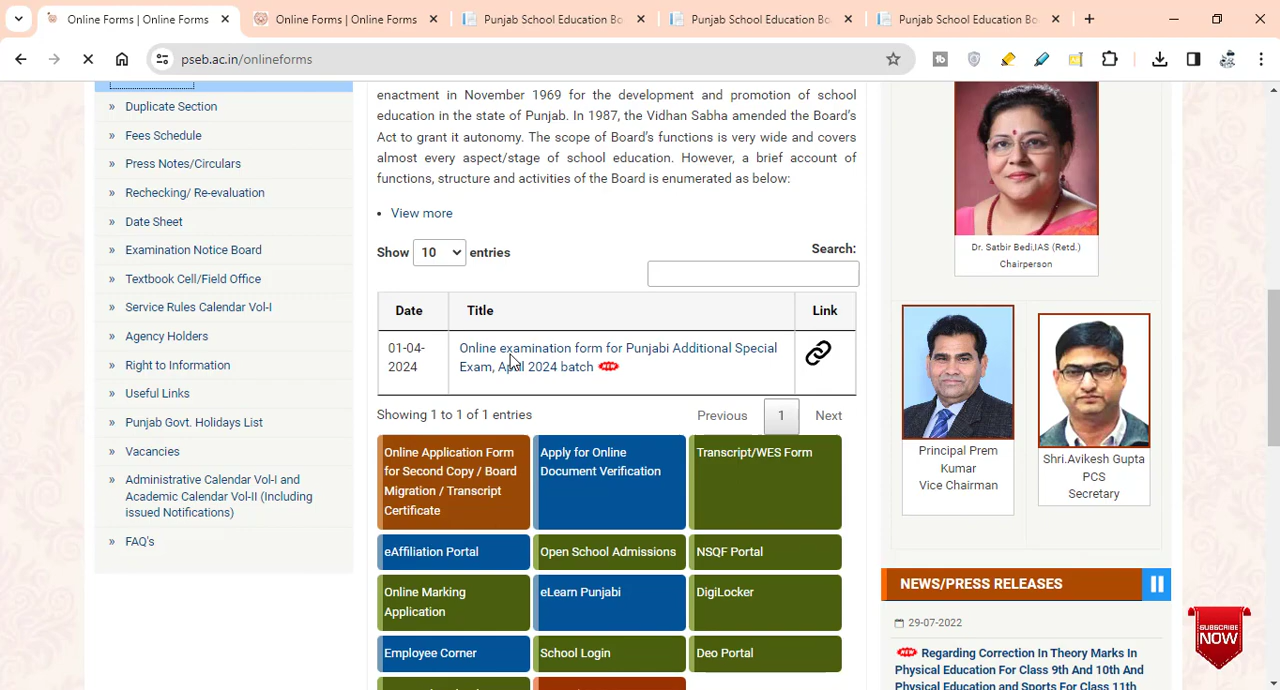 Online Forms | Online Forms
Online Forms | Online Forms
Punjab School Education Bo
Punjab School Education Bo
Punjab School Education Bo
pseb.ac.in/onlineforms
» Duplicate Section
» Fees Schedule
» Press Notes/Circulars
» Rechecking/ Re-evaluation
» Date Sheet
» Examination Notice Board
» Textbook Cell/Field Office
» Service Rules Calendar Vol-I
» Agency Holders
» Right to Information
» Useful Links
» Punjab Govt. Holidays List
» Vacancies
» Administrative Calendar Vol-I and
Academic Calendar Vol-II (Including
issued Notifications)
» FAQ's
enactment in November 1969 for the development and promotion of school
education in the state of Punjab. In 1987, the Vidhan Sabha amended the Board's
Act to grant it autonomy. The scope of Board's functions is very wide and covers
almost every aspect/stage of school education. However, a brief account of
functions, structure and activities of the Board is enumerated as below:
• View more
Show 10 entries
Search:
Date Title Link
01-04-
2024
Online examination form for Punjabi Additional Special
Exam, April 2024 batch
Showing 1 to 1 of 1 entries
Previous 1 Next
Online Application Form
for Second Copy / Board
Migration / Transcript
Certificate
Apply for Online
Document Verification
Transcript/WES Form
eAffiliation Portal
Open School Admissions
NSQF Portal
Online Marking
Application
eLearn Punjabi
DigiLocker
Employee Corner
School Login
Deo Portal
Dr. Satbir Bedi,IAS (Retd.)
Chairperson
Principal Prem
Kumar
Vice Chairman
Shri.Avikesh Gupta
PCS
Secretary
NEWS/PRESS RELEASES
29-07-2022
Regarding Correction In Theory Marks In
Physical Education For Class 9th And 10th And
Physical Education and Sports For Class 11th
SUBSCRIBE
NOW